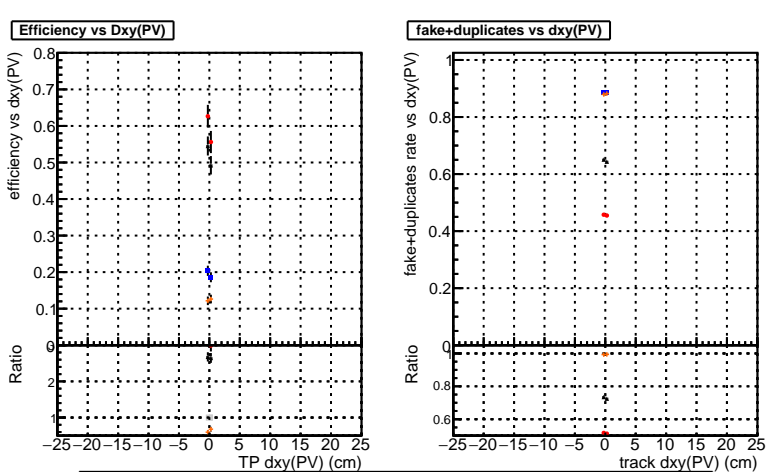 Efficiency vs Dxy(PV)
efficiency vs dxy(PV)
0.8
0.7
0.6
0.5
0.4
0.3
0.2
0.1
0
Ratio
2
1
−25 −20 −15 −10 −5 0 5 10 15 20 25
TP dxy(PV) (cm)
fake+duplicates vs dxy(PV)
fake+duplicates rate vs dxy(PV)
1
0.8
0.6
0.4
0.2
0
Ratio
1
0.8
0.6
−25 −20 −15 −10 −5 0 5 10 15 20 25
track dxy(PV) (cm)